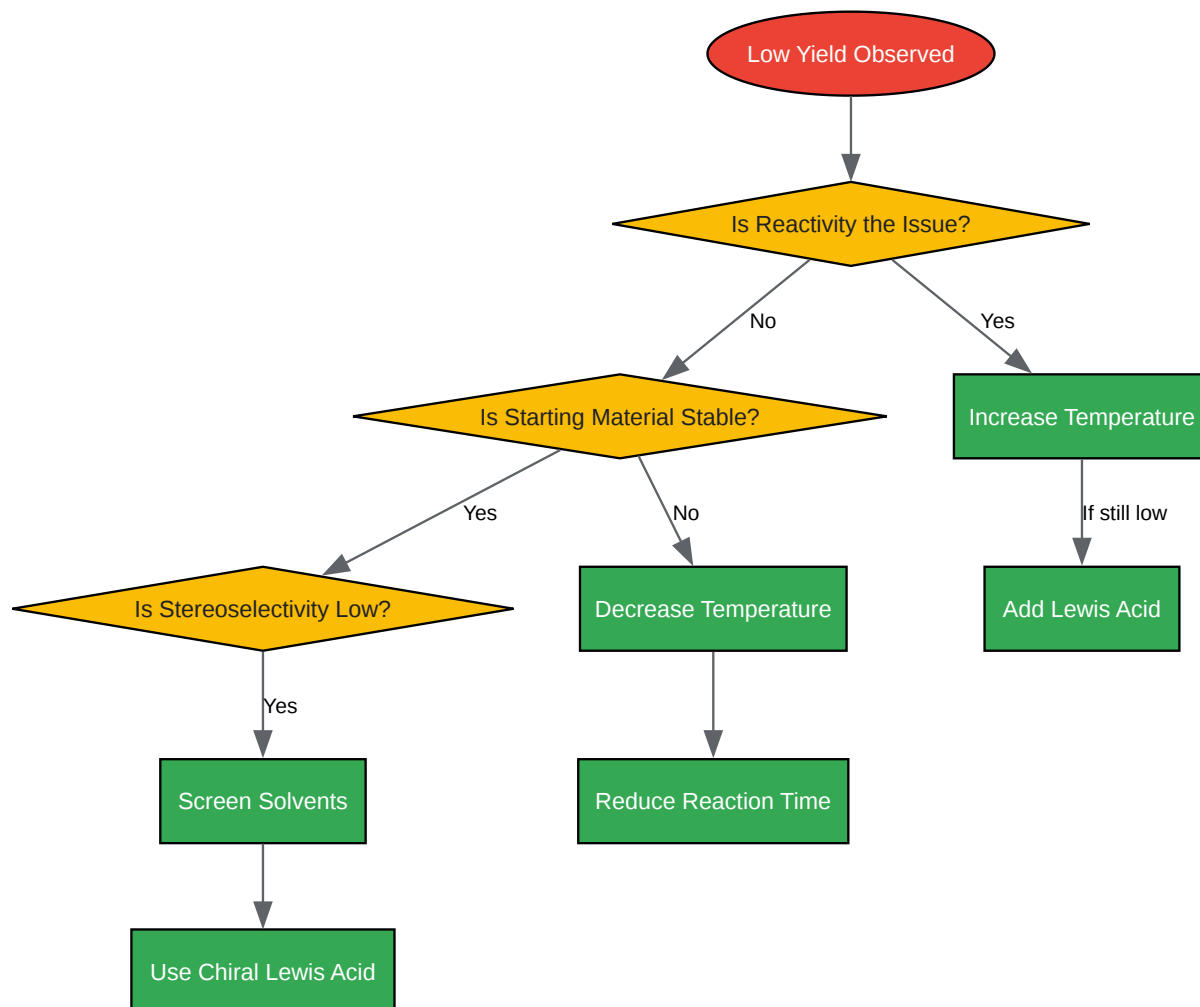 Low Yield Observed
Is Reactivity the Issue?
No
Yes
Is Starting Material Stable?
Increase Temperature
Yes
No
If still low
Is Stereoselectivity Low?
Decrease Temperature
Add Lewis Acid
Yes
Screen Solvents
Reduce Reaction Time
Use Chiral Lewis Acid